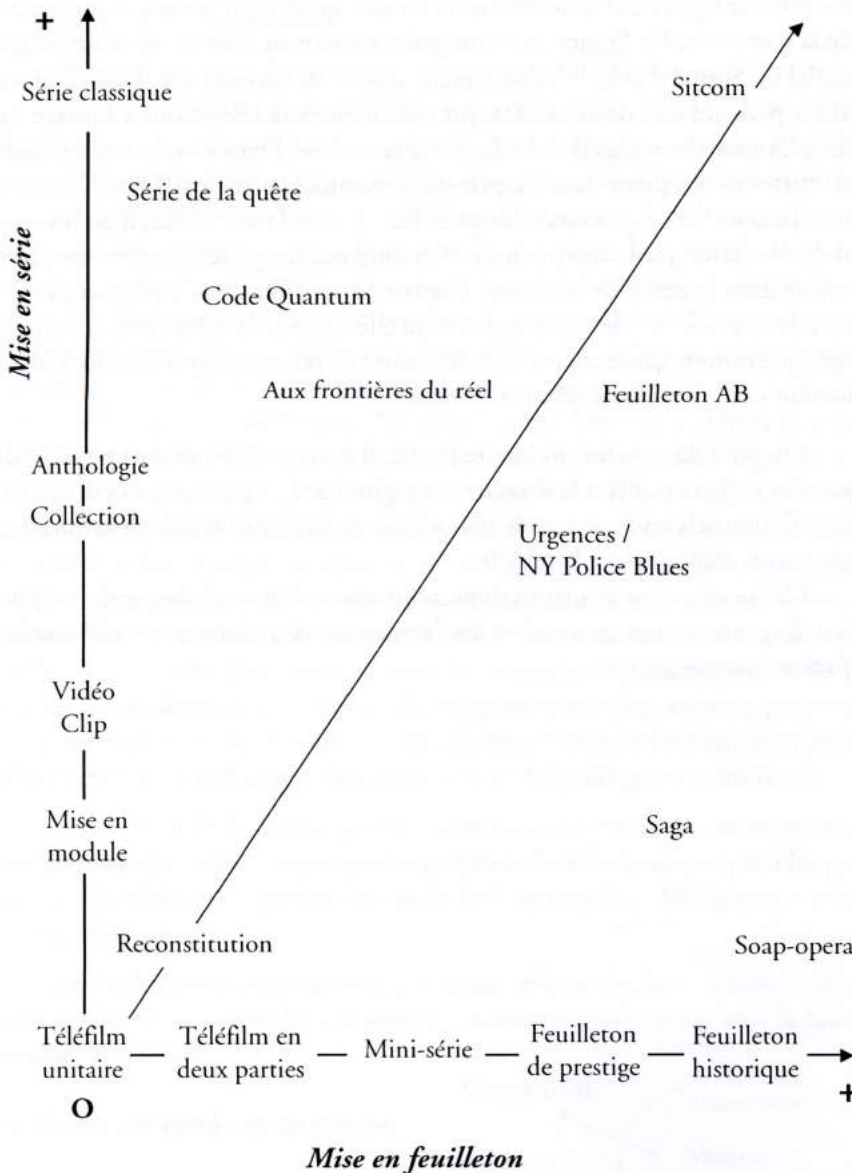 +
Série classique
Sitcom
Série de la quête
Mise en série
Code Quantum
Aux frontières du réel
Feuilleton AB
Anthologie
Collection
Urgences /
NY Police Blues
Vidéo
Clip
Mise en
module
Saga
Reconstitution
Soap-opera
Téléfilm
unitaire
Téléfilm en
deux parties
Mini-série
Feuilleton
de prestige
Feuilleton
historique
O
+
Mise en feuilleton